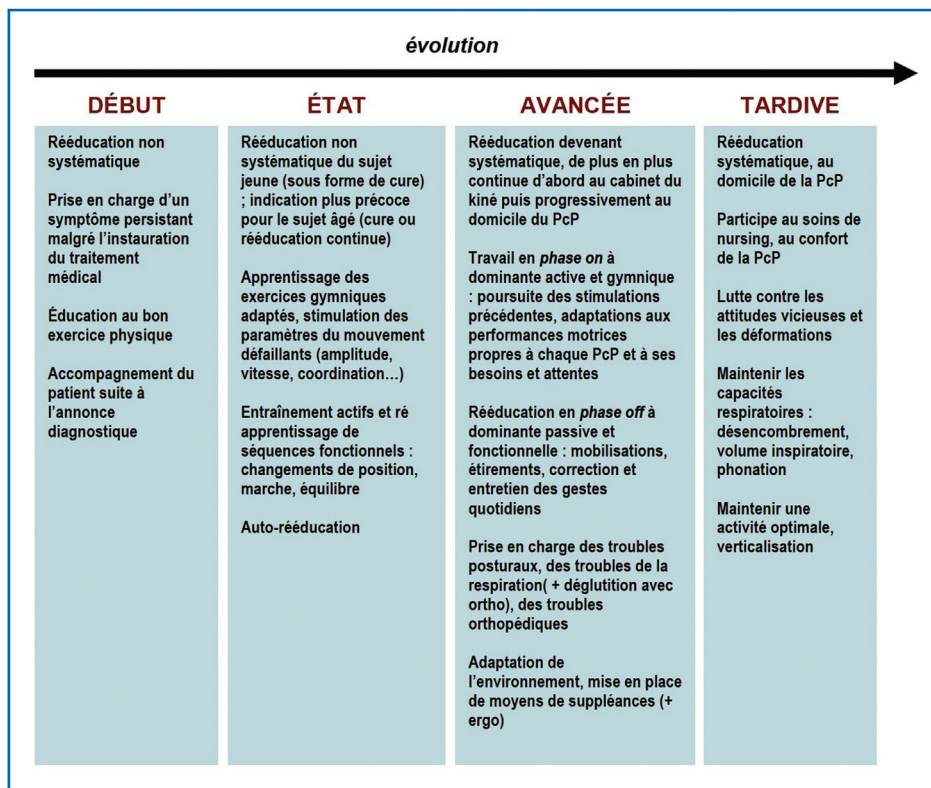 évolution
DÉBUT
Rééducation non
systématique
Prise en charge d'un
symptôme persistant
malgré l'instauration
du traitement
médical
Éducation au bon
exercice physique
Accompagnement du
patient suite à
l'annonce
diagnostique
ÉTAT
Rééducation non
systématique du sujet
jeune (sous forme de cure)
; indication plus précoce
pour le sujet âgé (cure ou
rééducation continue)
Apprentissage des
exercices gymniques
adaptés, stimulation des
paramètres du mouvement
défaillants (amplitude,
vitesse, coordination…)
Entraînement actifs et ré
apprentissage de
séquences fonctionnels :
changements de position,
marche, équilibre
Auto-rééducation
AVANCÉE
Rééducation devenant
systématique, de plus en plus
continue d'abord au cabinet du
kiné puis progressivement au
domicile du PcP
Travail en phase on à
dominante active et gymnique
: poursuite des stimulations
précédentes, adaptations aux
performances motrices
propres à chaque PcP et à ses
besoins et attentes
Rééducation en phase off à
dominante passive et
fonctionnelle : mobilisations,
étirements, correction et
entretien des gestes
quotidiens
Prise en charge des troubles
posturaux, des troubles de la
respiration( + déglutition avec
ortho), des troubles
orthopédiques
Adaptation de
l'environnement, mise en place
de moyens de suppléances (+
ergo)
TARDIVE
Rééducation
systématique, au
domicile de la PcP
Participe au soins de
nursing, au confort
de la PcP
Lutte contre les
attitudes vicieuses et
les déformations
Maintenir les
capacités
respiratoires :
désencombrement,
volume inspiratoire,
phonation
Maintenir une
activité optimale,
verticalisation